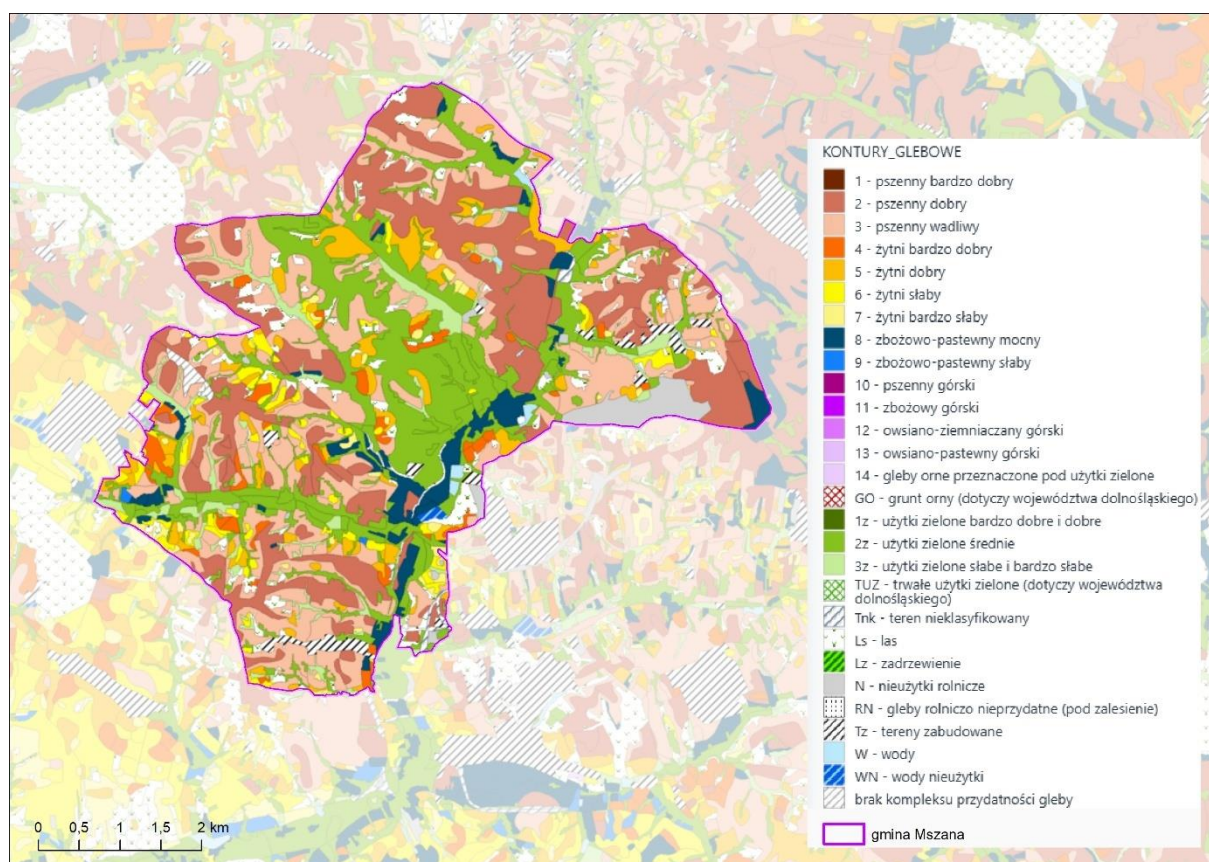 KONTURY_GLEBOWE
1 - pszenny bardzo dobry
2 - pszenny dobry
3 - pszenny wadliwy
4 - żytni bardzo dobry
5 - żytni dobry
6 - żytni słaby
7 - żytni bardzo słaby
8 - zbożowo-pastewny mocny
9 - zbożowo-pastewny słaby
10 - pszenny górski
11 - zbożowy górski
12 - owsiano-ziemniaczany górski
13 - owsiano-pastewny górski
14 - gleby orne przeznaczone pod użytki zielone
GO - grunt orny (dotyczy województwa dolnośląskiego)
1z - użytki zielone bardzo dobre i dobre
2z - użytki zielone średnie
3z - użytki zielone słabe i bardzo słabe
TUZ - trwałe użytki zielone (dotyczy województwa
dolnośląskiego)
Tnk - teren nieklasyfikowany
Ls - las
Lz - zadrzewienie
N - nieużytki rolnicze
RN - gleby rolniczo nieprzydatne (pod zalesienie)
Tz - tereny zabudowane
W - wody
WN - wody nieużytki
brak kompleksu przydatności gleby
gmina Mszana
0 0,5 1 1,5 2 km